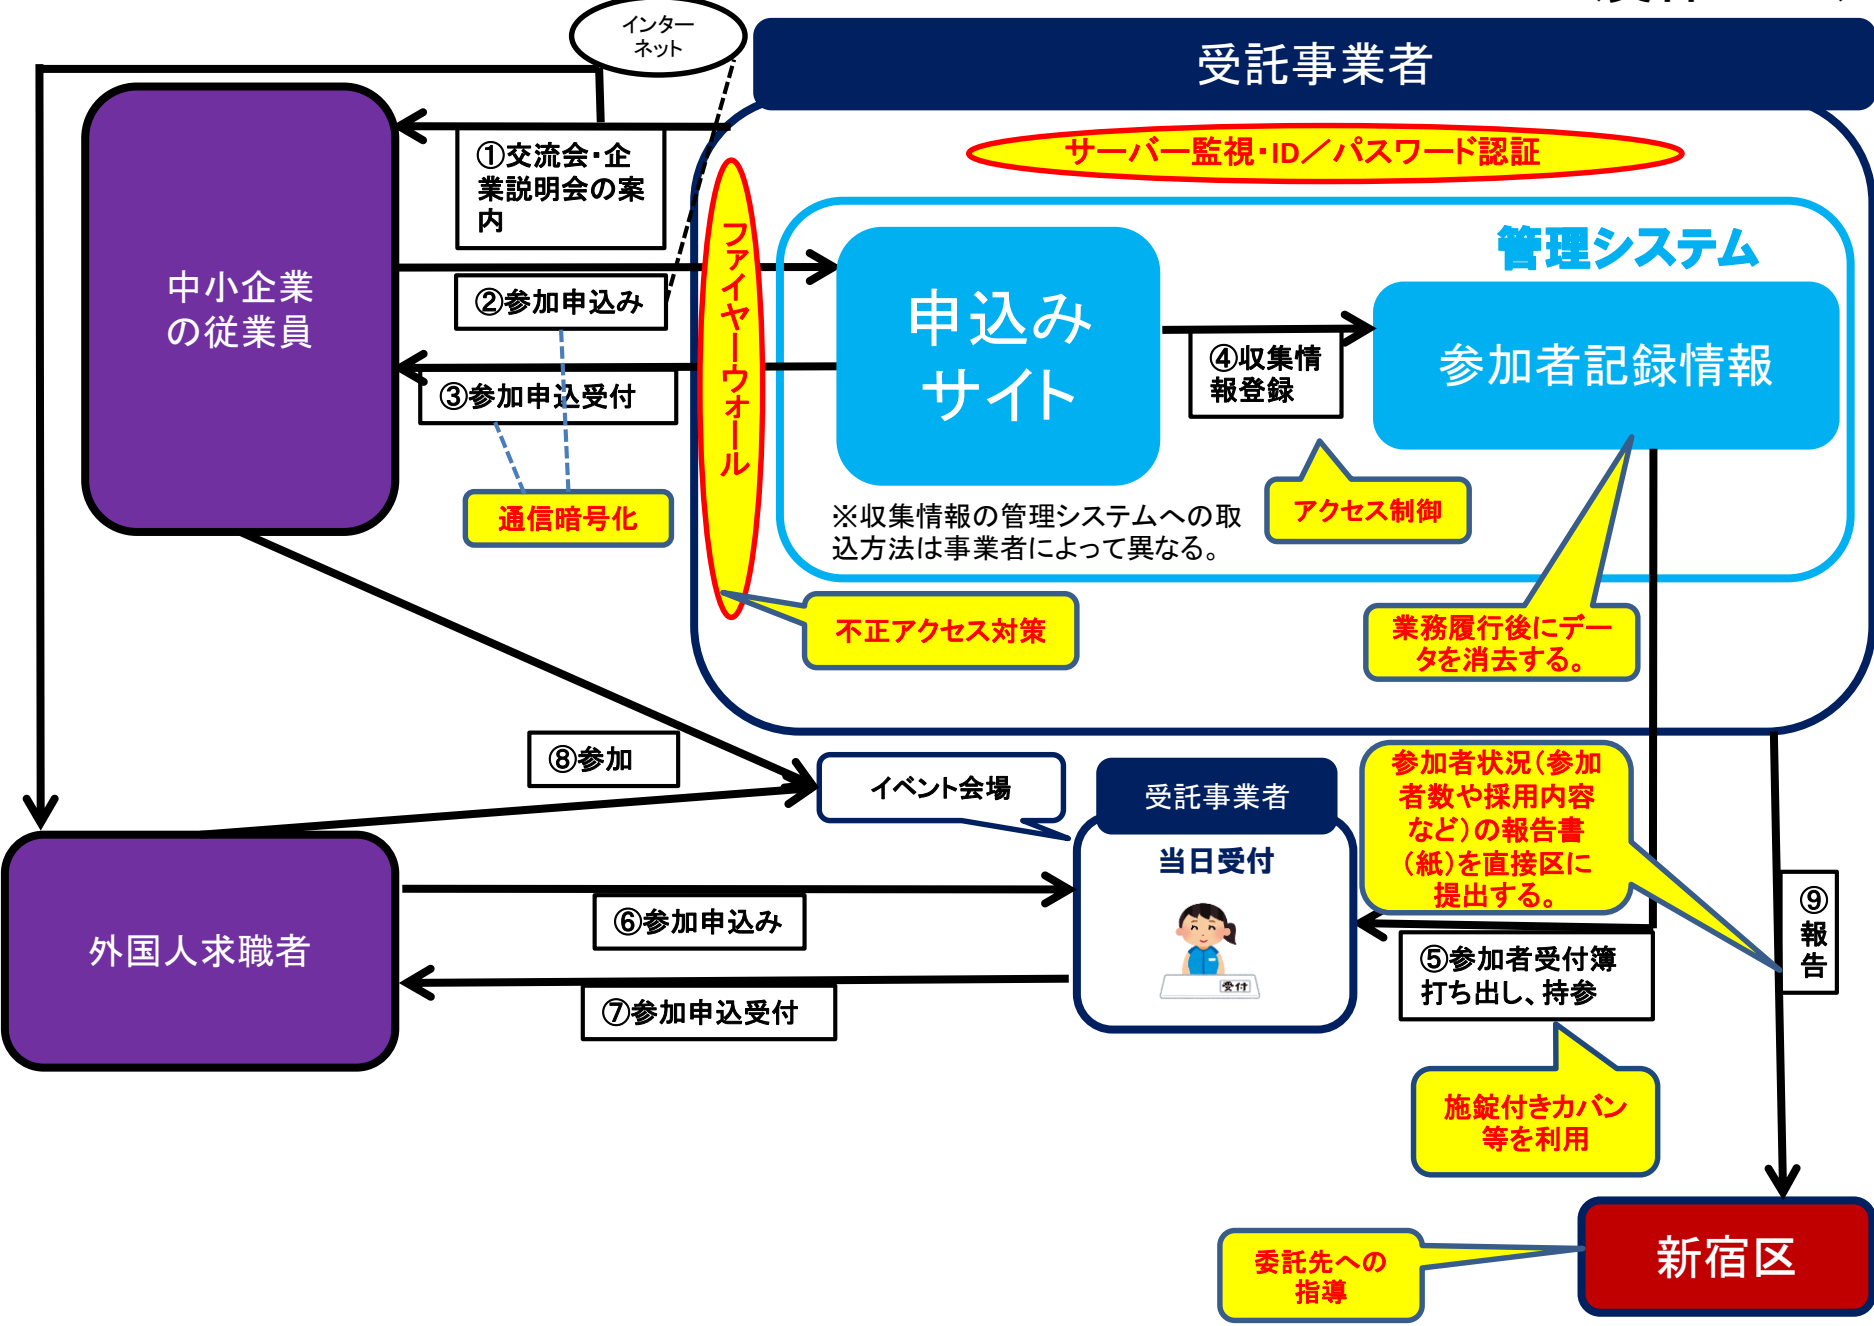 インター
ネット
受託事業者
サーバー監視・ID／パスワード認証
①交流会・企
業説明会の案
内
ファイヤーウォール
管理システム
中小企業
の従業員
②参加申込み
③参加申込受付
申込み
サイト
④収集情
報登録
参加者記録情報
通信暗号化
※収集情報の管理システムへの取
込方法は事業者によって異なる。
アクセス制御
不正アクセス対策
業務履行後にデー
タを消去する。
⑧参加
イベント会場
受託事業者
当日受付
受付
参加者状況（参加
者数や採用内容
など）の報告書
（紙）を直接区に
提出する。
⑨
報
告
外国人求職者
⑥参加申込み
⑦参加申込受付
⑤参加者受付簿
打ち出し、持参
施錠付きカバン
等を利用
委託先への
指導
新宿区